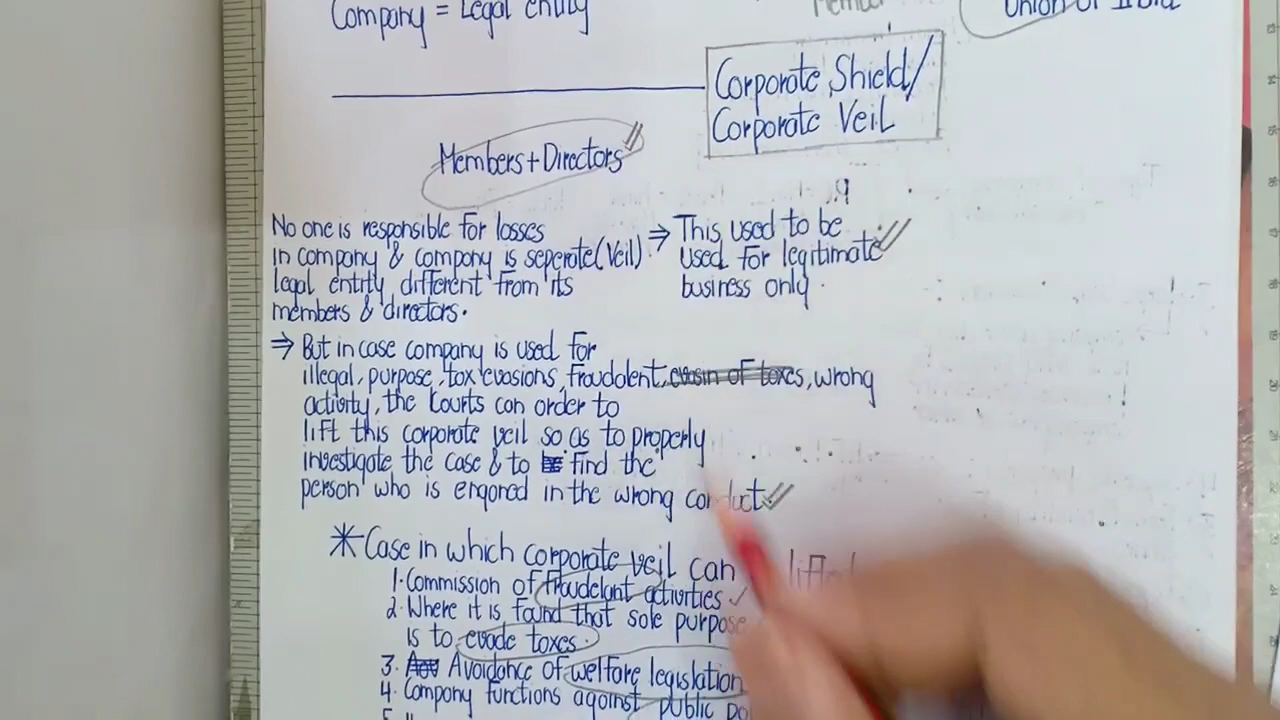 Company = Legal entity
Member
Union of India
Corporate Shield/
Corporate Veil
Members+Directors
No one is responsible for losses
in company & company is seperate(Veil).
legal entity different from its
members & directors.
⇒ This used to be
used for legitimate
business only.
⇒ But in case company is used for
illegal, purpose, tax evasions, fraudolent, evasin of taxes, wrong
activity, the Courts can order to
lift this corporate veil so as to properly
investigate the case & to find the
person who is engored in the wrong conduct
* Case in which corporate veil can lifted
1. Commission of fraudelant activities
2. Where it is found that sole purpose
is to evade taxes.
3. Avoidance of welfare legislation
4. Company functions against public